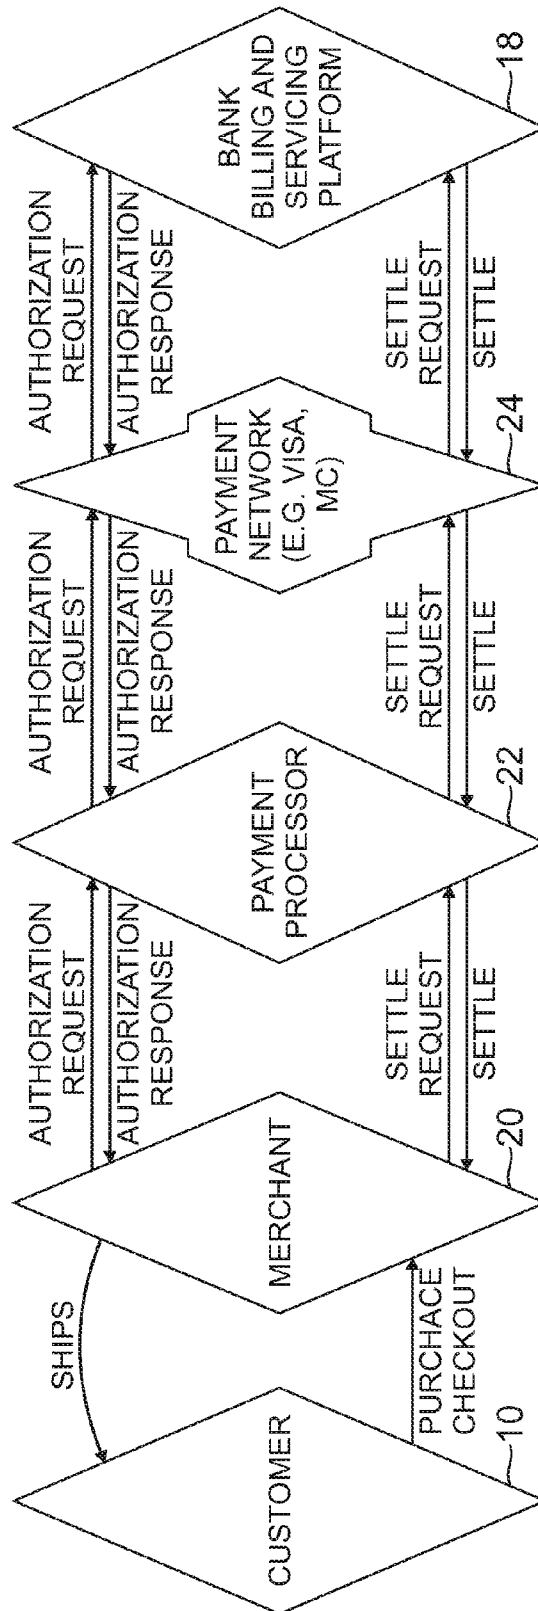 SHIPS
CUSTOMER
PURCHACE
CHECKOUT
10
MERCHANT
20
AUTHORIZATION
REQUEST
AUTHORIZATION
RESPONSE
SETTLE
REQUEST
SETTLE
PAYMENT
PROCESSOR
22
AUTHORIZATION
REQUEST
AUTHORIZATION
RESPONSE
SETTLE
REQUEST
SETTLE
PAYMENT
NETWORK
(E.G. VISA,
MC)
24
AUTHORIZATION
REQUEST
AUTHORIZATION
RESPONSE
SETTLE
REQUEST
SETTLE
BANK
BILLING AND
SERVICING
PLATFORM
18